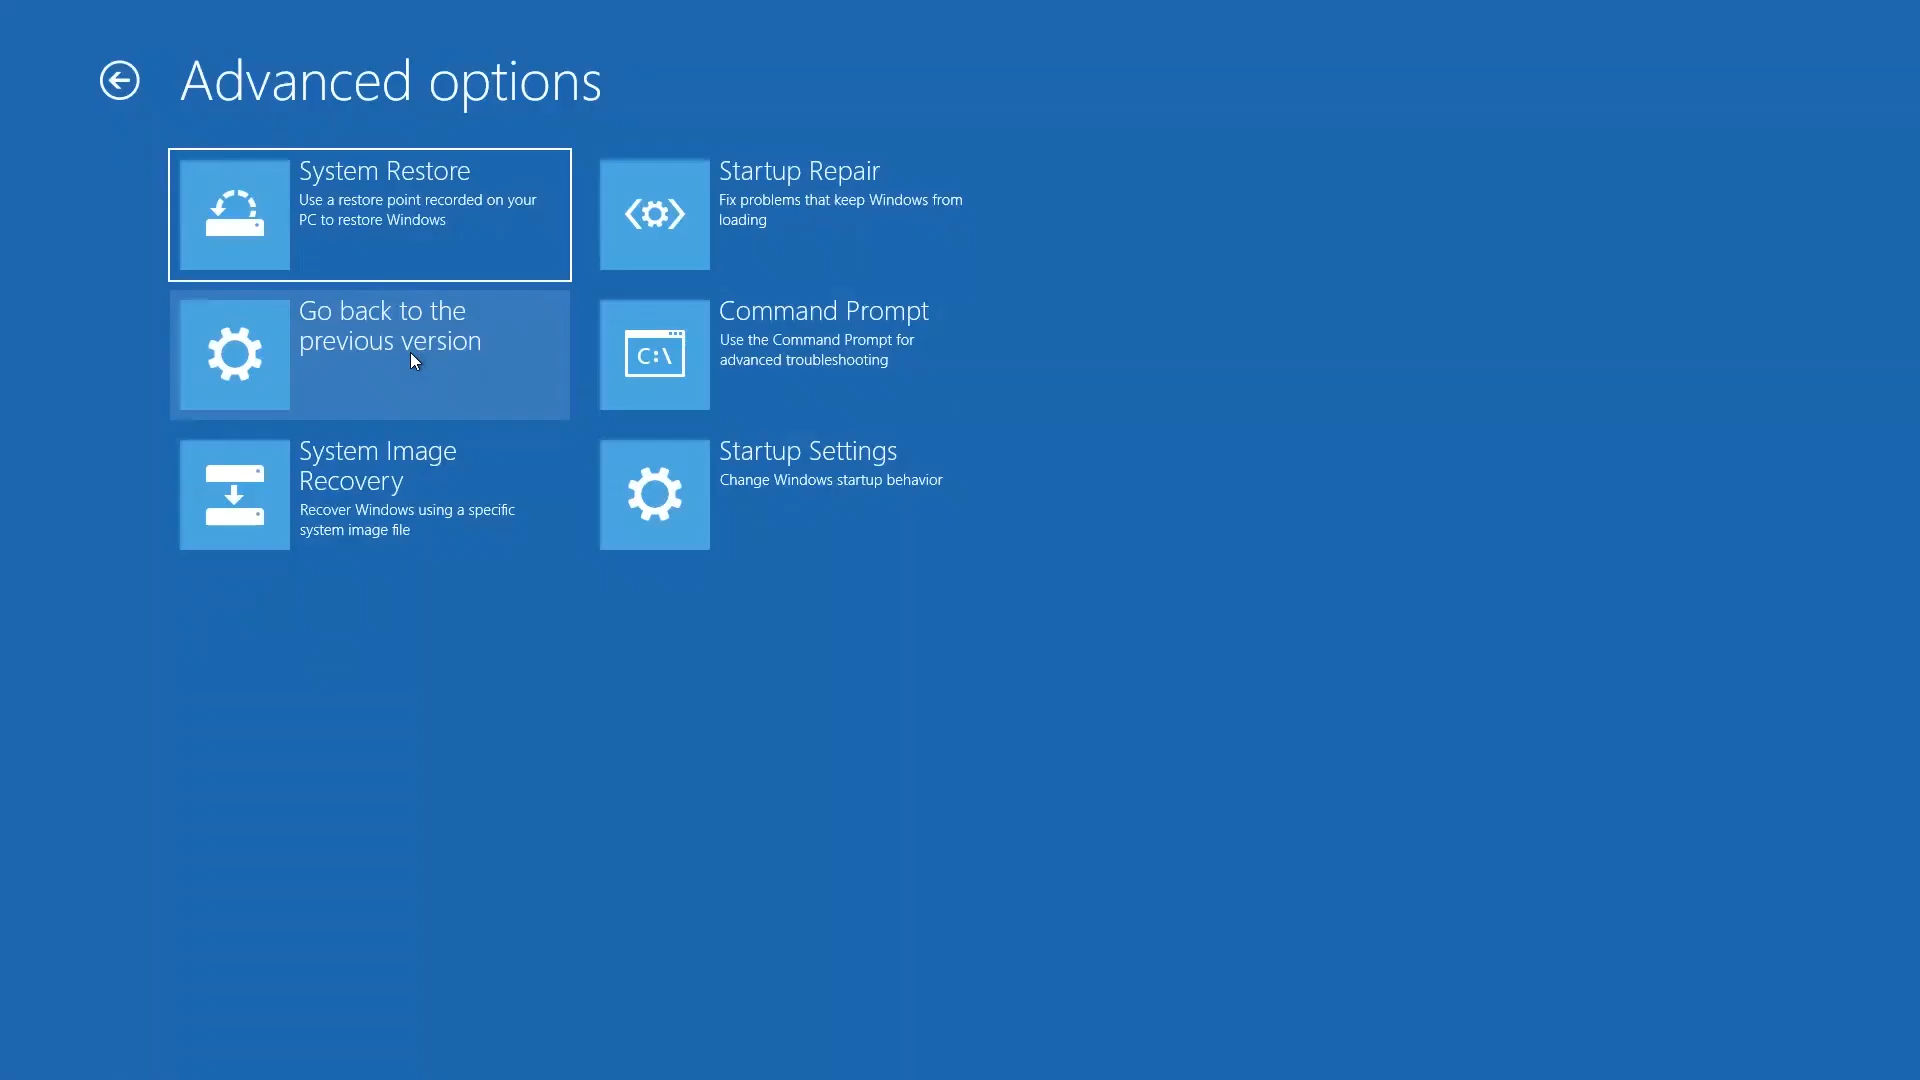 Advanced options
System Restore
Use a restore point recorded on your
PC to restore Windows
Startup Repair
Fix problems that keep Windows from
loading
Go back to the
previous version
Command Prompt
Use the Command Prompt for
advanced troubleshooting
C:\
System Image
Recovery
Recover Windows using a specific
system image file
Startup Settings
Change Windows startup behavior